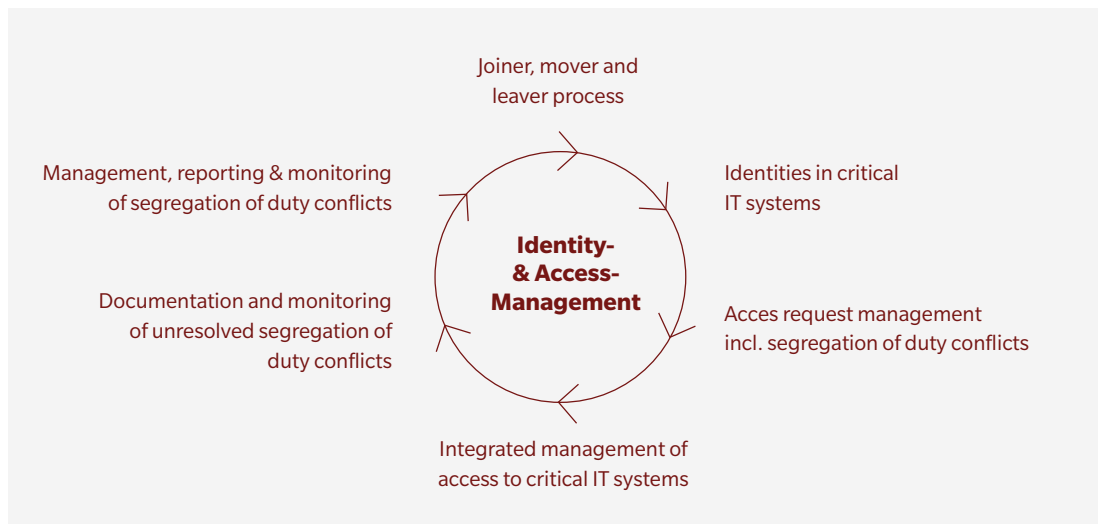 Joiner, mover and
leaver process
Identities in critical
IT systems
Acces request management
incl. segregation of duty conflicts
Integrated management of
access to critical IT systems
Documentation and monitoring
of unresolved segregation of
duty conflicts
Management, reporting & monitoring
of segregation of duty conflicts
Identity-
& Access-
Management